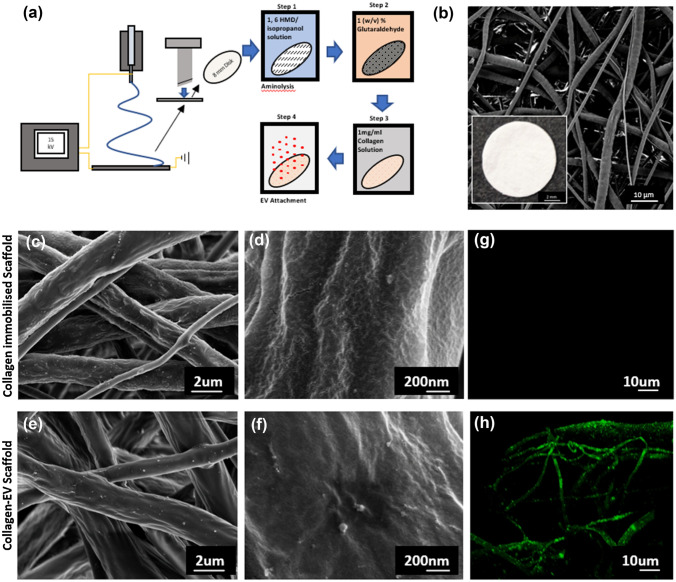 (a)
Step 1
1, 6 HMD/
isopropanol
solution
Aminolysis
Step 2
1 (w/v) %
Glutaraldehyde
8 mm Disk
15
kV
Step 4
EV Attachment
Step 3
1mg/ml
Collagen
Solution
(b)
2 mm
10 µm
Collagen immobilised Scaffold
(c)
2um
(d)
200nm
(g)
10um
Collagen-EV Scaffold
(e)
2um
(f)
200nm
(h)
10um